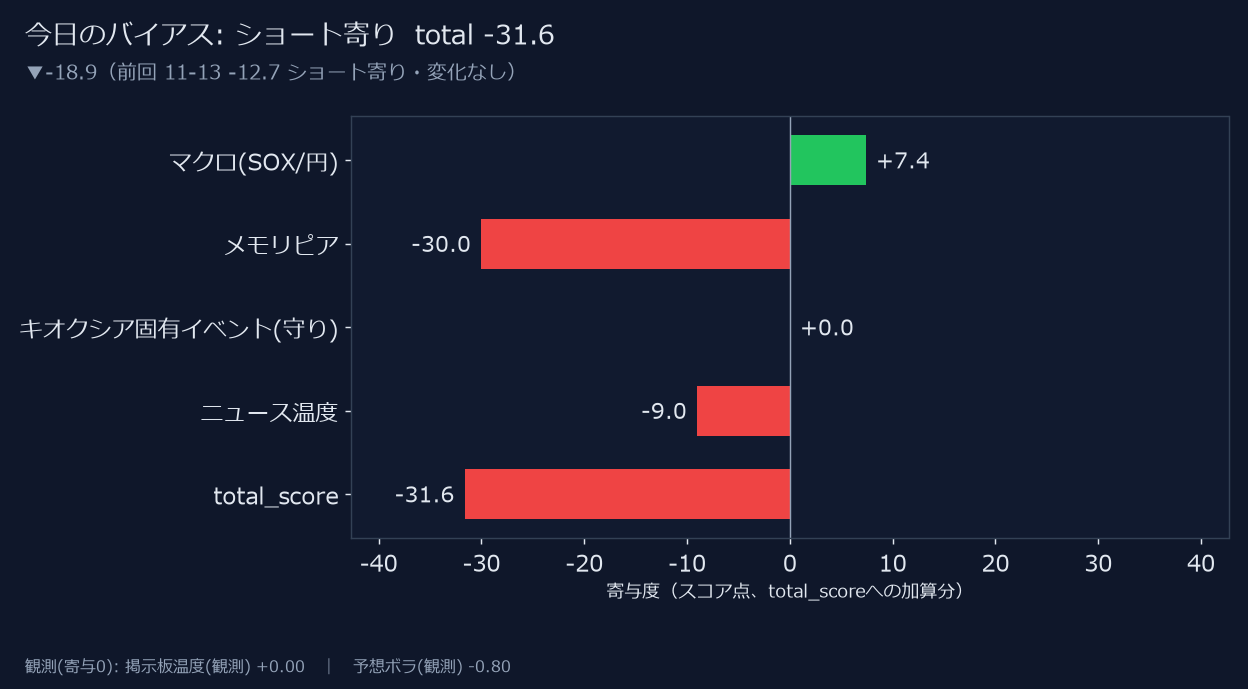 今日のバイアス: ショート寄り  total -31.6
▼-18.9（前回 11-13 -12.7 ショート寄り・変化なし）
マクロ(SOX/円)
+7.4
メモリピア
-30.0
キオクシア固有イベント(守り)
+0.0
ニュース温度
-9.0
total_score
-31.6
-40 -30 -20 -10 0 10 20 30 40
寄与度（スコア点、total_scoreへの加算分）
観測(寄与0): 掲示板温度(観測) +0.00　|　予想ボラ(観測) -0.80